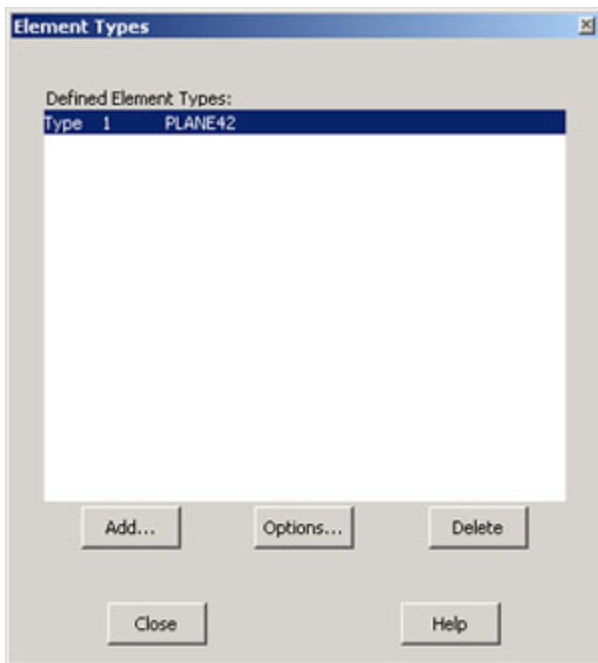 Element Types
Defined Element Types:
Type 1 PLANE42
Add... Options... Delete
Close Help